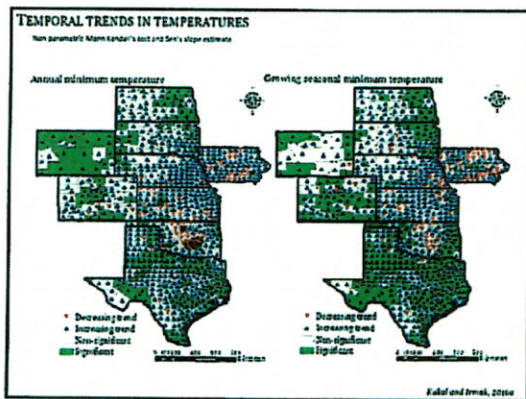 TEMPORAL TRENDS IN TEMPERATURES
Non parametric Mann Kendall's test and Sen's slope estimate
Annual minimum temperature
Growing seasonal minimum temperature
Decreasing trend
Increasing trend
Non-significant
Significant
Decreasing trend
Increasing trend
Non-significant
Significant
Kukal and Irmak, 2016a